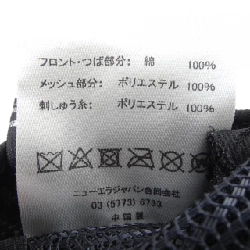 フロント・つば部分: 綿 100%
メッシュ部分: ポリエステル 100%
刺しゅう糸: ポリエステル 100%
ニューエラジャパン合同会社
03 (5773)
中国製